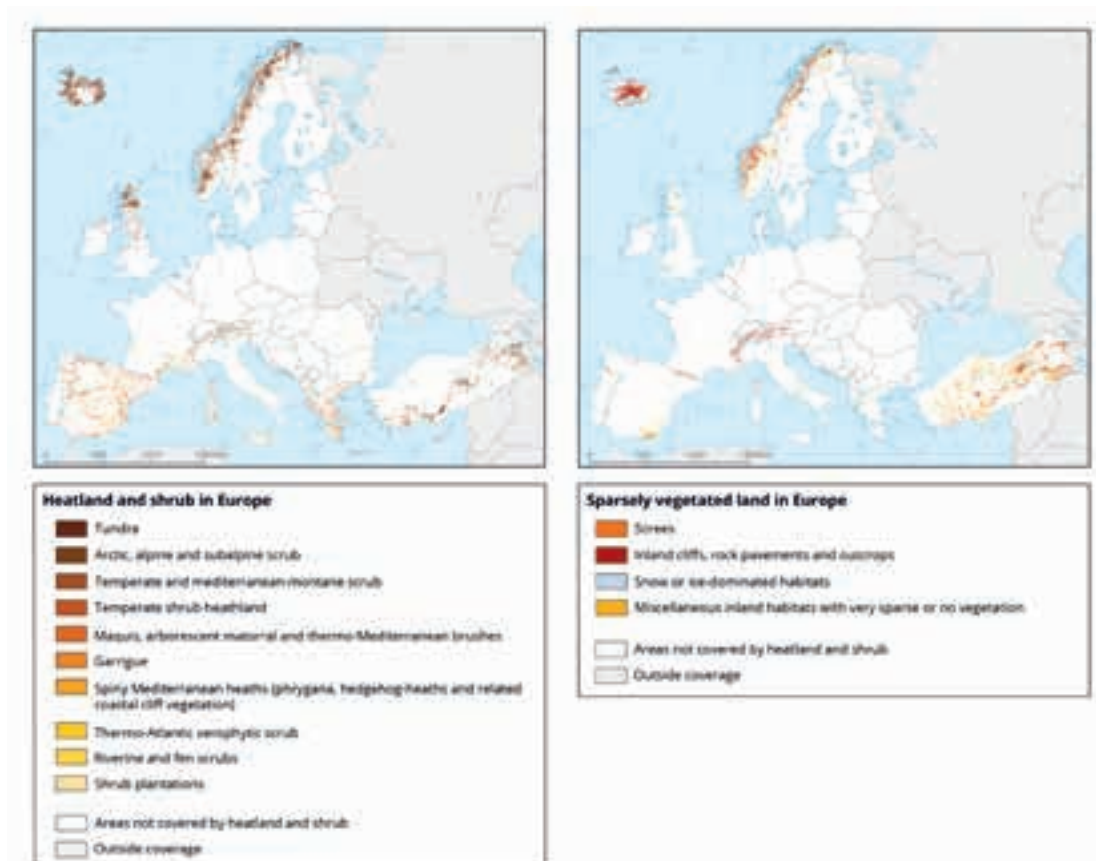 Heatland and shrub in Europe
Tundra
Arctic, alpine and subalpine scrub
Temperate and mediterranean-montane scrub
Temperate shrub heathland
Maquis, arborescent matorral and thermo-Mediterranean brushes
Garrigue
Spiny Mediterranean heaths (phrygana, hedgehog-heaths and related
coastal cliff vegetation)
Thermo-Atlantic xerophytic scrub
Riverine and fen scrubs
Shrub plantations
Areas not covered by heatland and shrub
Outside coverage
Sparsely vegetated land in Europe
Screes
Inland cliffs, rock pavements and outcrops
Snow or ice-dominated habitats
Miscellaneous inland habitats with very sparse or no vegetation
Areas not covered by heatland and shrub
Outside coverage